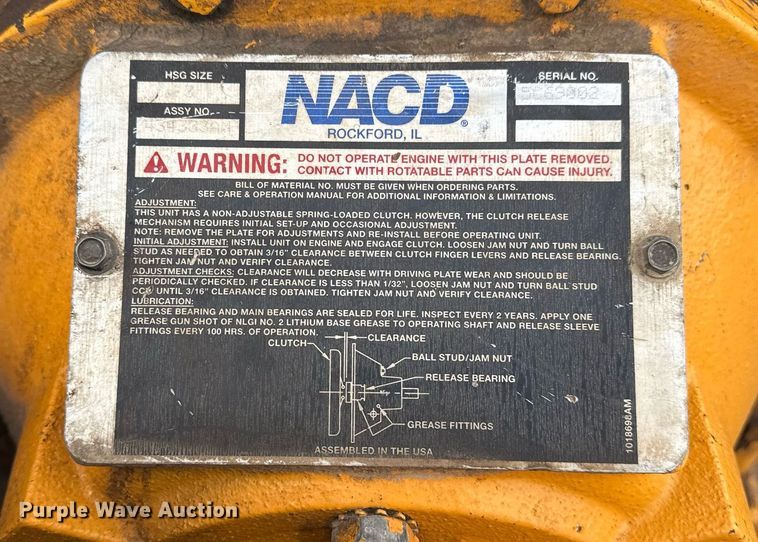 HSG SIZE
3
ASSY NO.
NACD®
ROCKFORD, IL
SERIAL NO.
WARNING: DO NOT OPERATE ENGINE WITH THIS PLATE REMOVED.
CONTACT WITH ROTATABLE PARTS CAN CAUSE INJURY.
BILL OF MATERIAL NO. MUST BE GIVEN WHEN ORDERING PARTS.
SEE CARE & OPERATION MANUAL FOR ADDITIONAL INFORMATION & LIMITATIONS.
ADJUSTMENT:
THIS UNIT HAS A NON-ADJUSTABLE SPRING-LOADED CLUTCH. HOWEVER, THE CLUTCH RELEASE
MECHANISM REQUIRES INITIAL SET-UP AND OCCASIONAL ADJUSTMENT.
NOTE: REMOVE THE PLATE FOR ADJUSTMENTS AND RE-INSTALL BEFORE OPERATING UNIT.
INITIAL ADJUSTMENT: INSTALL UNIT ON ENGINE AND ENGAGE CLUTCH. LOOSEN JAM NUT AND TURN BALL
STUD AS NEEDED TO OBTAIN 3/16" CLEARANCE BETWEEN CLUTCH FINGER LEVERS AND RELEASE BEARING.
TIGHTEN JAM NUT AND VERIFY CLEARANCE.
ADJUSTMENT CHECKS: CLEARANCE WILL DECREASE WITH DRIVING PLATE WEAR AND SHOULD BE
PERIODICALLY CHECKED. IF CLEARANCE IS LESS THAN 1/32", LOOSEN JAM NUT AND TURN BALL STUD
CCW UNTIL 3/16" CLEARANCE IS OBTAINED. TIGHTEN JAM NUT AND VERIFY CLEARANCE.
LUBRICATION:
RELEASE BEARING AND MAIN BEARINGS ARE SEALED FOR LIFE. INSPECT EVERY 2 YEARS. APPLY ONE
GREASE GUN SHOT OF NLGI NO. 2 LITHIUM BASE GREASE TO OPERATING SHAFT AND RELEASE SLEEVE
FITTINGS EVERY 100 HRS. OF OPERATION.
CLEARANCE
CLUTCH
BALL STUD/JAM NUT
RELEASE BEARING
GREASE FITTINGS
ASSEMBLED IN THE USA
1018698AM
Purple Wave Auction